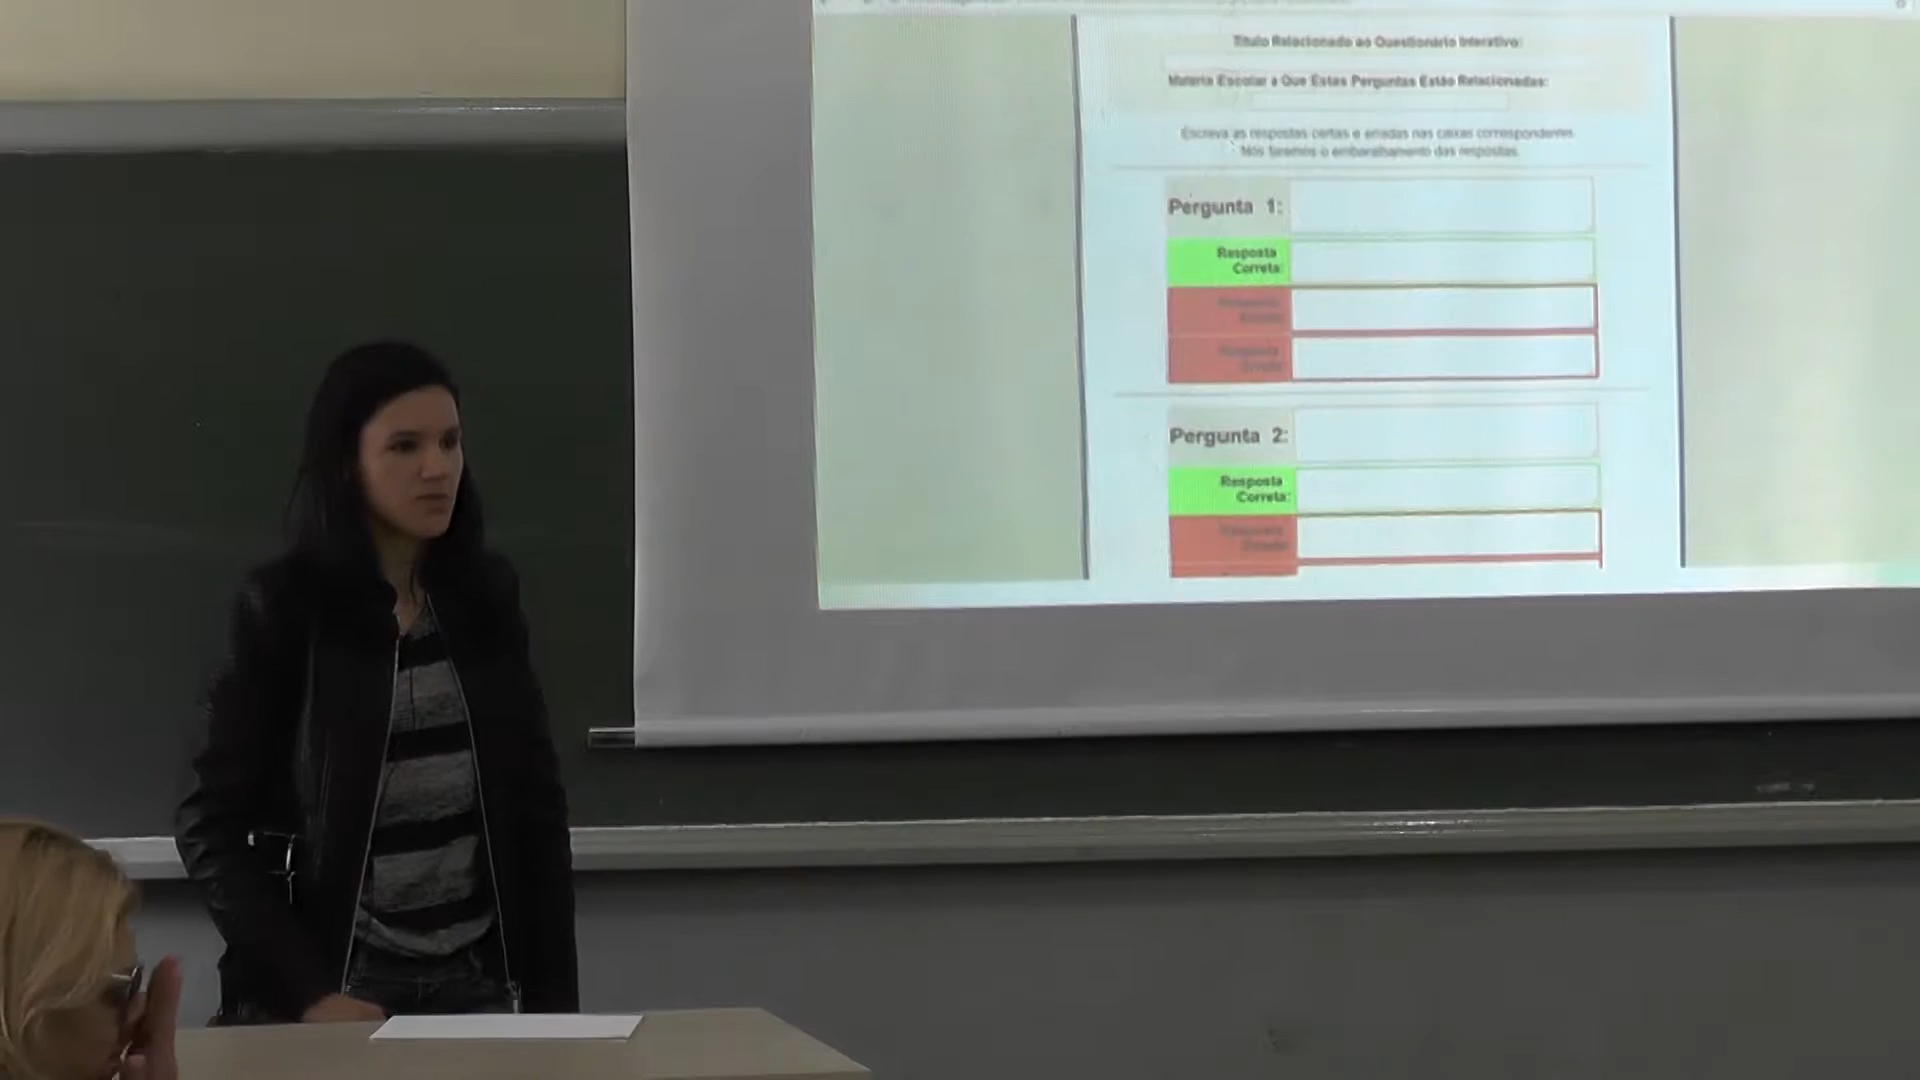 Título Relacionado ao Questionário Interativo:
Matéria Escolar a Que Estas Perguntas Estão Relacionadas:
Escreva as respostas certas e erradas nas caixas correspondentes
Nós faremos o embaralhamento das respostas.
Pergunta 1:
Resposta
Correta:
Pergunta 2:
Resposta
Correta: